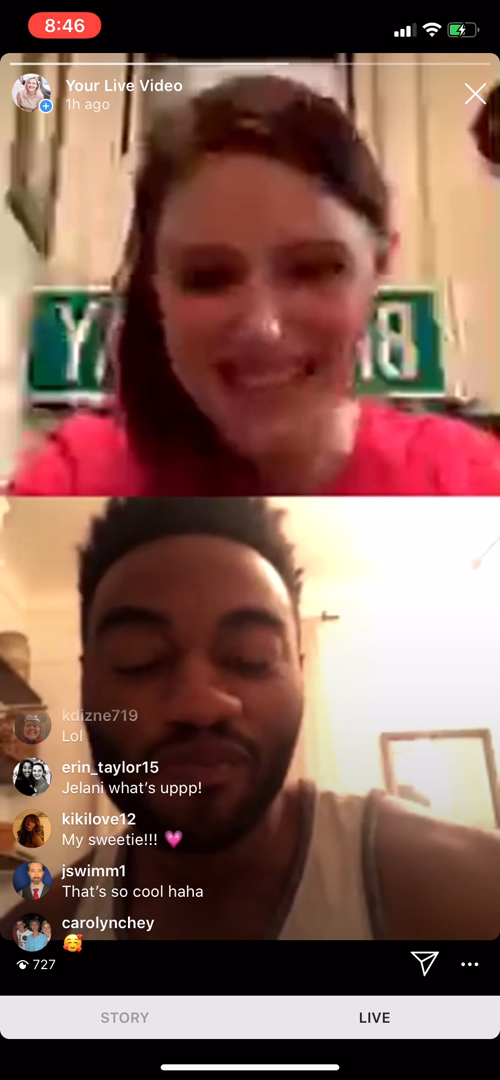 8:46
Your Live Video
1h ago
kdizne719
Lol
erin_taylor15
Jelani what's uppp!
kikilove12
My sweetie!!! 💗
jswimm1
That's so cool haha
carolynchey
🥰
727
STORY
LIVE